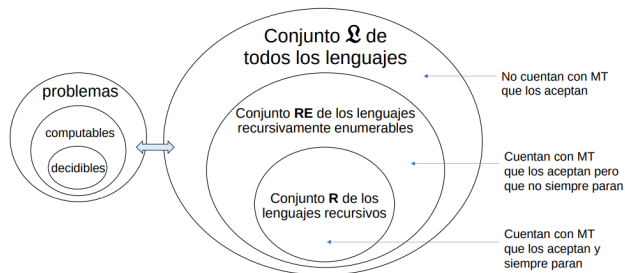 problemas
computables
decidibles
Conjunto 𝕷 de
todos los lenguajes
Conjunto RE de los lenguajes
recursivamente enumerables
Conjunto R de los
lenguajes recursivos
No cuentan con MT
que los aceptan
Cuentan con MT
que los aceptan pero
que no siempre paran
Cuentan con MT
que los aceptan y
siempre paran